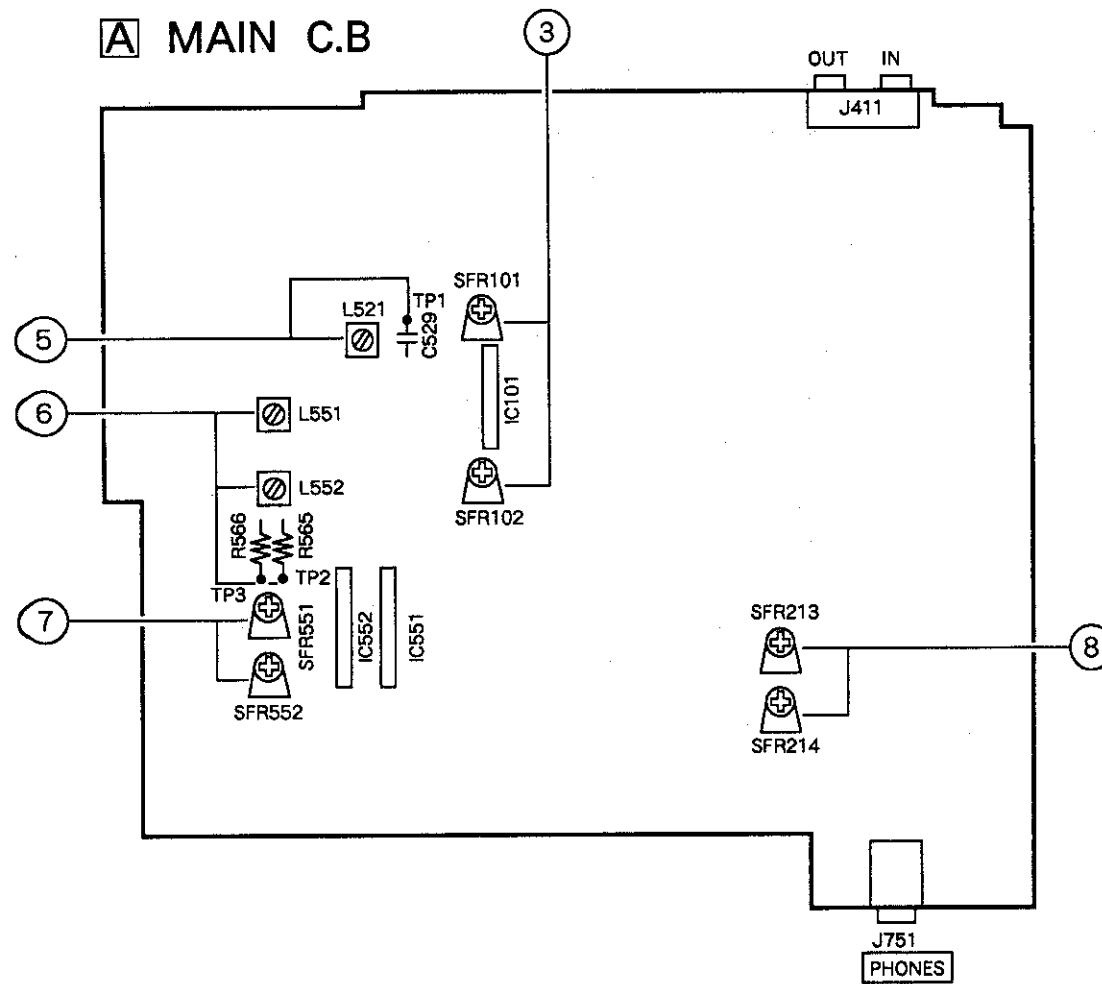 A MAIN C.B
3
OUT IN
J411
SFR101
TP1
L521
C529
5
IC101
6
L551
L552
SFR102
R566
R565
TP3
TP2
7
SFR551
IC552
IC551
SFR552
SFR213
8
SFR214
J751
PHONES